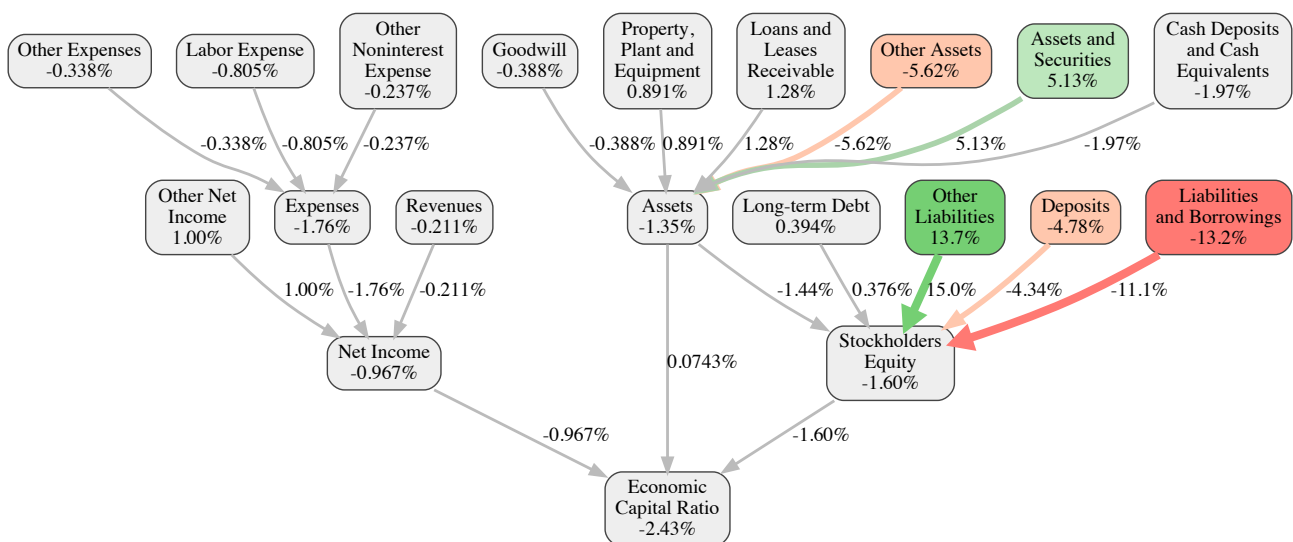 Other Expenses
-0.338%
Labor Expense
-0.805%
Other
Noninterest
Expense
-0.237%
Goodwill
-0.388%
Property,
Plant and
Equipment
0.891%
Loans and
Leases
Receivable
1.28%
Other Assets
-5.62%
Assets and
Securities
5.13%
Cash Deposits
and Cash
Equivalents
-1.97%
-0.338%
-0.805%
-0.237%
-0.388%
0.891%
1.28%
-5.62%
5.13%
-1.97%
Other Net
Income
1.00%
Expenses
-1.76%
Revenues
-0.211%
Assets
-1.35%
Long-term Debt
0.394%
Other
Liabilities
13.7%
Deposits
-4.78%
Liabilities
and Borrowings
-13.2%
1.00%
-1.76%
-0.211%
-1.44%
0.376%
15.0%
-4.34%
-11.1%
Net Income
-0.967%
0.0743%
Stockholders
Equity
-1.60%
-0.967%
-1.60%
Economic
Capital Ratio
-2.43%